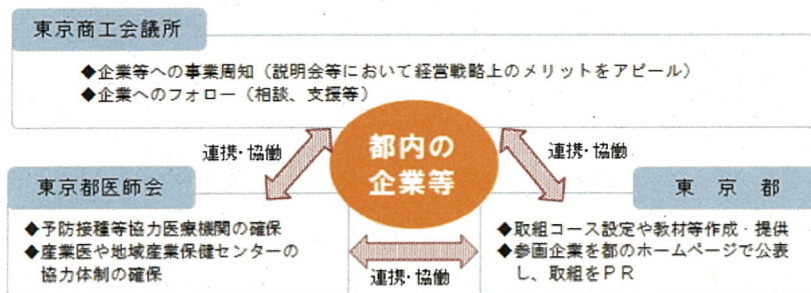 東京商工会議所
◆企業等への事業周知（説明会等において経営戦略上のメリットをアピール）
◆企業へのフォロー（相談、支援等）
連携・協働
都内の
企業等
連携・協働
東京都医師会
◆予防接種等協力医療機関の確保
◆産業医や地域産業保健センターの
協力体制の確保
連携・協働
東 京 都
◆取組コース設定や教材等作成・提供
◆参画企業を都のホームページで公表
し、取組をＰＲ